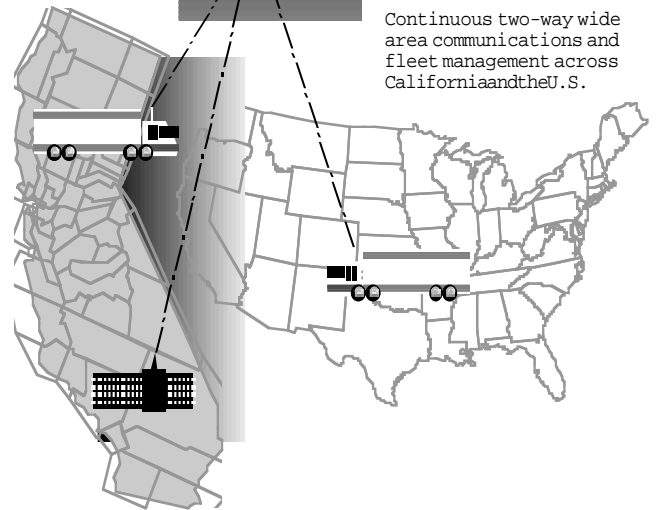 Continuous two-way wide
area communications and
fleet management across
CaliforniaandtheU.S.